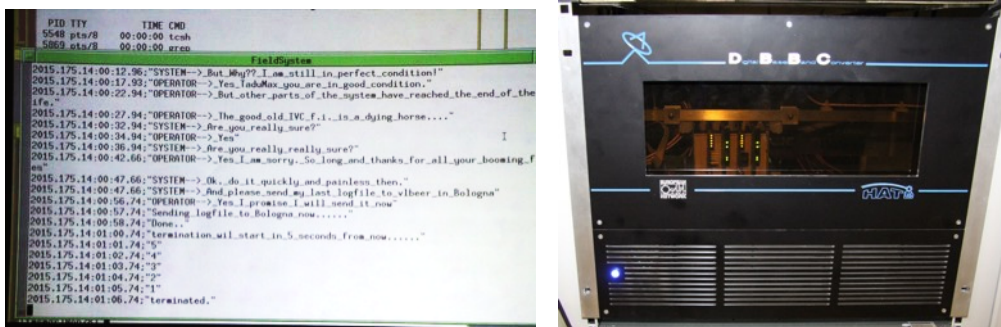 PID TTY          TIME CMD
5548 pts/8    00:00:00 tcsh
5869 pts/8    00:00:00 grep
FieldSystem
2015.175.14:00:12.96;"SYSTEM-->_But_Why??_I_am_still_in_perfect_condition!"
2015.175.14:00:17.93;"OPERATOR-->_Yes_TaduMax_you_are_in_good_condition."
2015.175.14:00:22.94;"OPERATOR-->_But_other_parts_of_the_system_have_reached_the_end_of_the
ife."
2015.175.14:00:27.94;"OPERATOR-->_The_good_old_IVC_f.i._is_a_dying_horse...."
2015.175.14:00:32.94;"SYSTEM-->_Are_you_really_sure?"
2015.175.14:00:34.94;"OPERATOR-->_Yes"
2015.175.14:00:36.94;"SYSTEM-->_Are_you_really_really_sure?"
2015.175.14:00:42.66;"OPERATOR-->_Yes_I_am_sorry._So_long_and_thanks_for_all_your_booming_f
es"
2015.175.14:00:47.66;"SYSTEM-->_Ok._do_it_quickly_and_painless_then."
2015.175.14:00:47.66;"SYSTEM-->_And_please_send_my_last_logfile_to_vlbeer_in_Bologna"
2015.175.14:00:56.74;"OPERATOR-->_Yes_I_promise_I_will_send_it_now"
2015.175.14:00:57.74;"Sending_logfile_to_Bologna_now......"
2015.175.14:00:58.74;"Done.."
2015.175.14:01:00.74;"termination_wil_start_in_5_seconds_from_now......"
2015.175.14:01:01.74;"5"
2015.175.14:01:02.74;"4"
2015.175.14:01:03.74;"3"
2015.175.14:01:04.74;"2"
2015.175.14:01:05.74;"1"
2015.175.14:01:06.74;"terminated."
Digital Base Band Converter
NETWORK
HAT